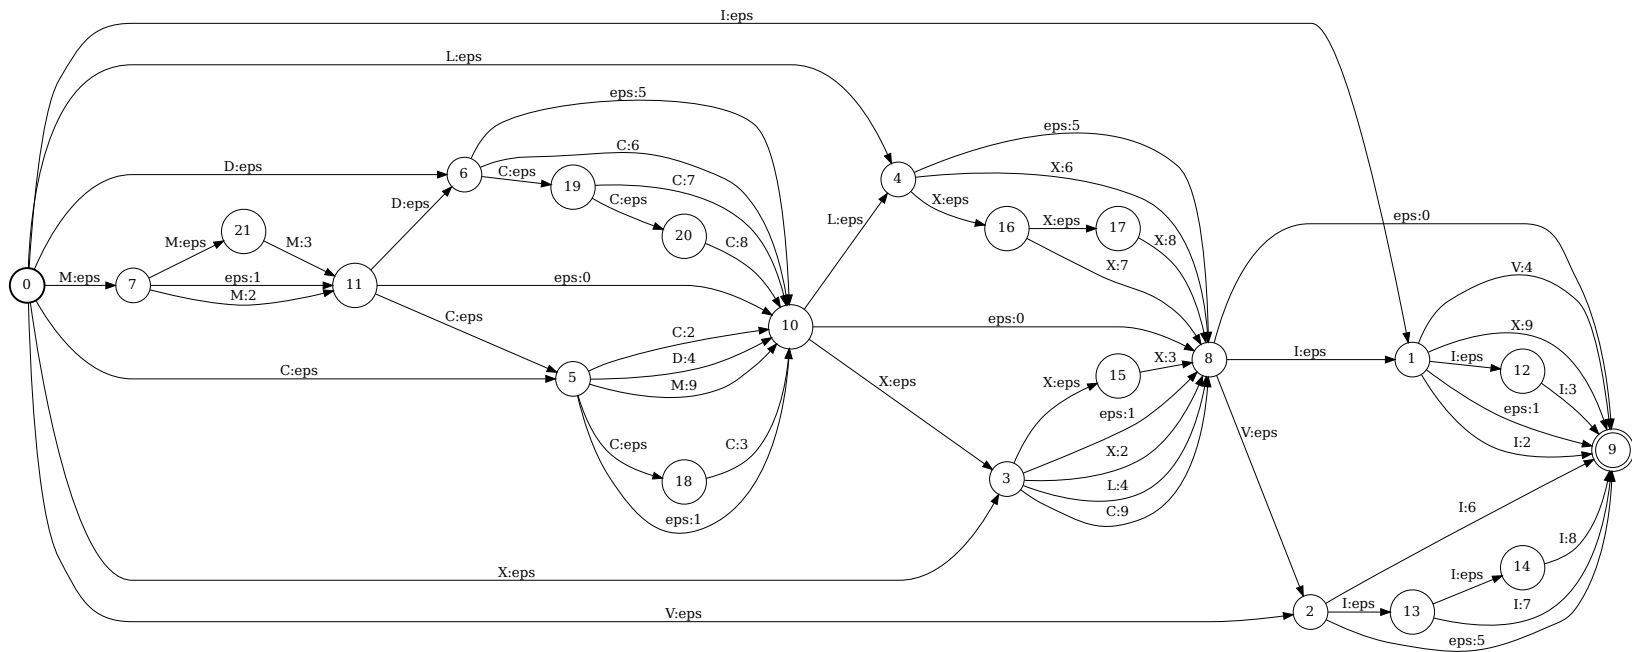 I:eps
L:eps
eps:5
eps:5
C:6
X:6
D:eps
6
C:eps
19
C:7
4
D:eps
C:eps
X:eps
16
X:eps
17
20
L:eps
eps:0
21
M:eps
M:3
C:8
X:8
X:7
V:4
0
M:eps
7
eps:1
M:2
11
eps:0
10
eps:0
X:9
C:eps
C:2
D:4
M:9
X:3
8
I:eps
1
I:eps
12
C:eps
5
X:eps
X:eps
15
I:3
eps:1
eps:1
X:2
I:2
C:eps
C:3
V:eps
9
18
3
L:4
C:9
eps:1
I:6
I:8
X:eps
14
I:eps
V:eps
2
I:eps
13
I:7
eps:5